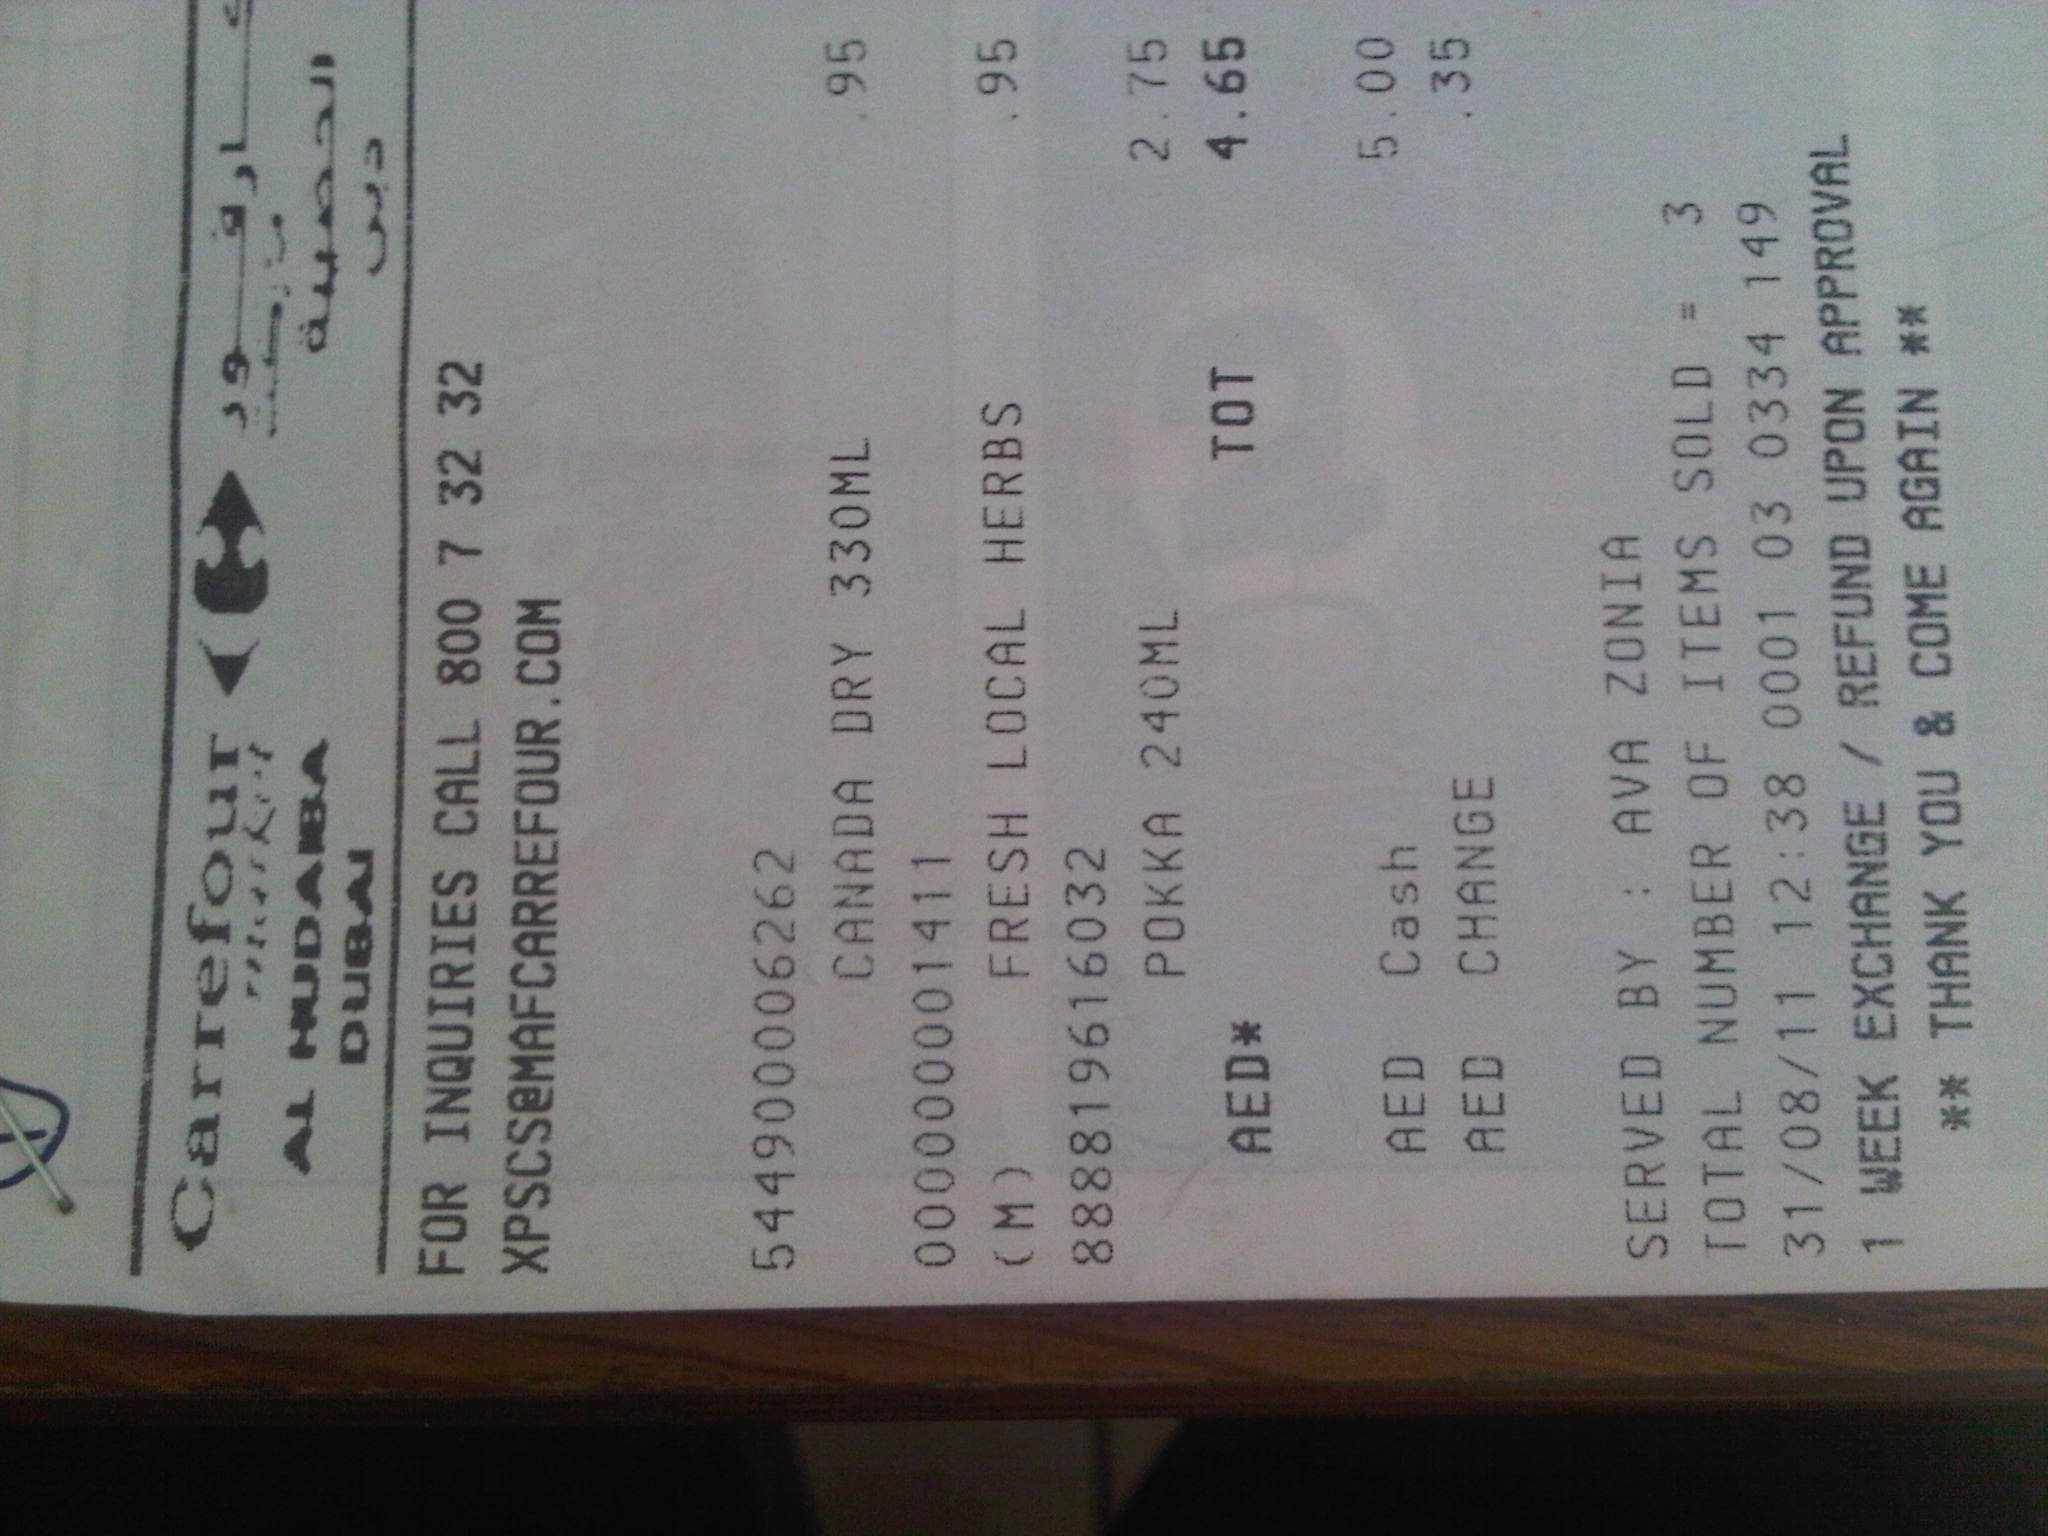 Carrefour كارفور
AL HUDAIBA الحضيبة
DUBAI دبي
FOR INQUIRIES CALL 800 7 32 32
XPSCS@MAFCARREFOUR.COM
5449000006262
CANADA DRY 330ML .95
0000000001411
(M) FRESH LOCAL HERBS .95
888819616032
POKKA 240ML 2.75
AED* TOT 4.65
AED Cash 5.00
AED CHANGE .35
SERVED BY : AVA ZONIA
TOTAL NUMBER OF ITEMS SOLD = 3
31/08/11 12:38 0001 03 0334 149
1 WEEK EXCHANGE / REFUND UPON APPROVAL
** THANK YOU & COME AGAIN **